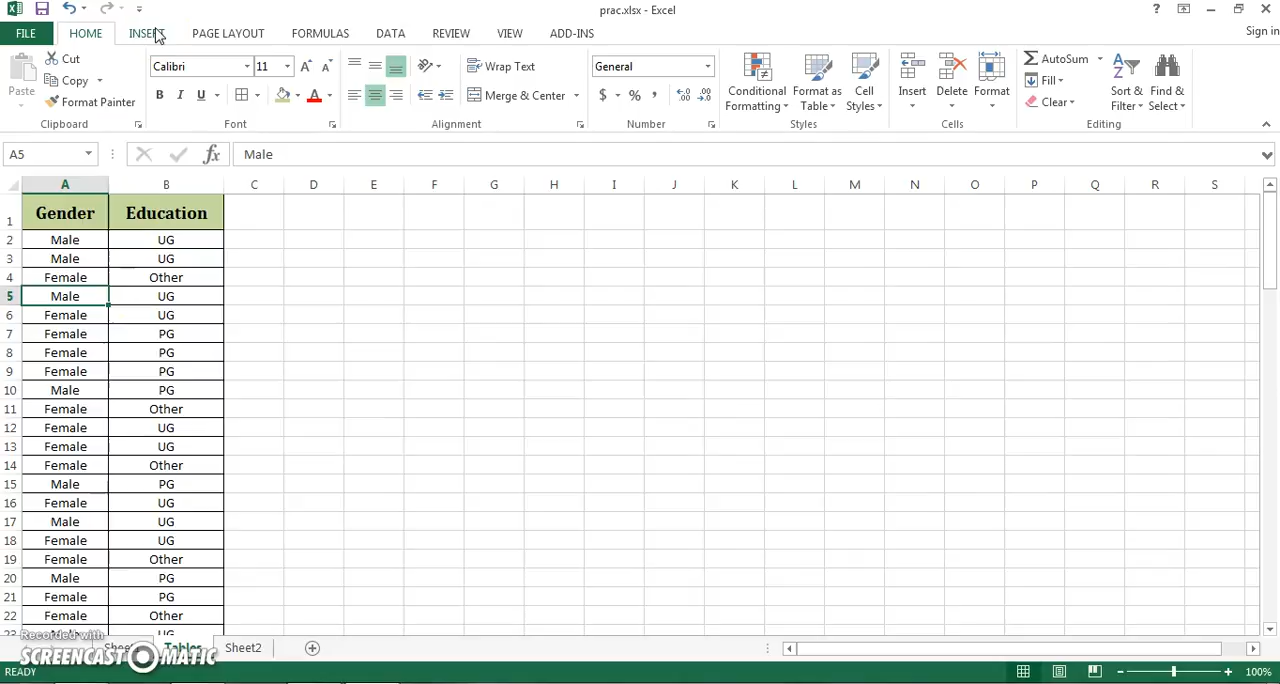 prac.xlsx - Excel
FILE HOME INSERT PAGE LAYOUT FORMULAS DATA REVIEW VIEW ADD-INS Sign in
Paste
Cut
Copy
Format Painter
Clipboard
Calibri 11
B I U
Font
Wrap Text
Merge & Center
Alignment
General
$ % ,
Number
Conditional Formatting
Format as Table
Cell Styles
Styles
Insert Delete Format
Cells
AutoSum
Fill
Clear
Sort & Filter
Find & Select
Editing
A5 fx Male
A B C D E F G H I J K L M N O P Q R S
1 Gender Education
2 Male UG
3 Male UG
4 Female Other
5 Male UG
6 Female UG
7 Female PG
8 Female PG
9 Female PG
10 Male PG
11 Female Other
12 Female UG
13 Female UG
14 Female Other
15 Male PG
16 Female UG
17 Male UG
18 Female UG
19 Female Other
20 Male PG
21 Female PG
22 Female Other
23 UG
Recorded with
SCREENCAST MATIC
Sheet2
READY 100%